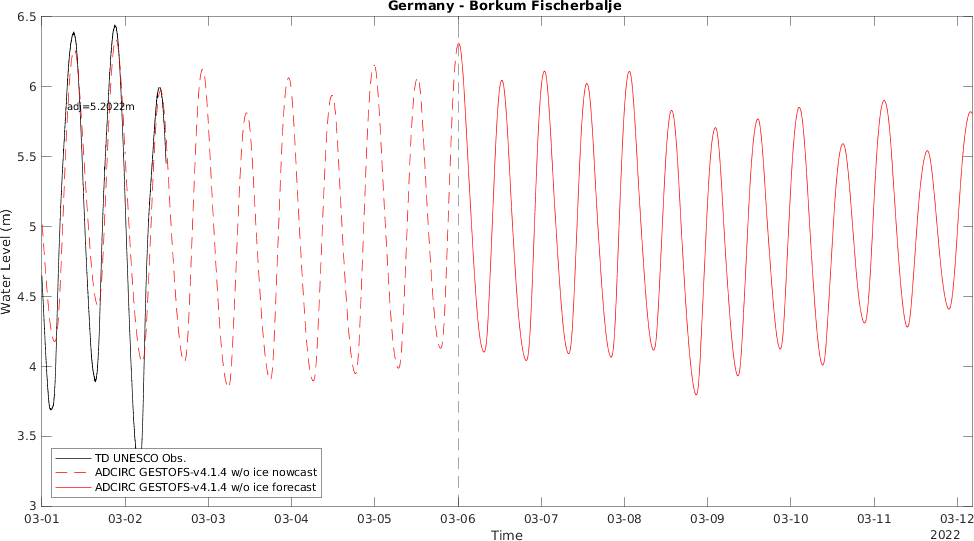 Germany - Borkum Fischerbalje
6.5
6
5.5
5
4.5
4
3.5
3
Water Level (m)
adj=5.2022m
TD UNESCO Obs.
ADCIRC GESTOFS-v4.1.4 w/o ice nowcast
ADCIRC GESTOFS-v4.1.4 w/o ice forecast
03-01 03-02 03-03 03-04 03-05 03-06 03-07 03-08 03-09 03-10 03-11 03-12
Time
2022